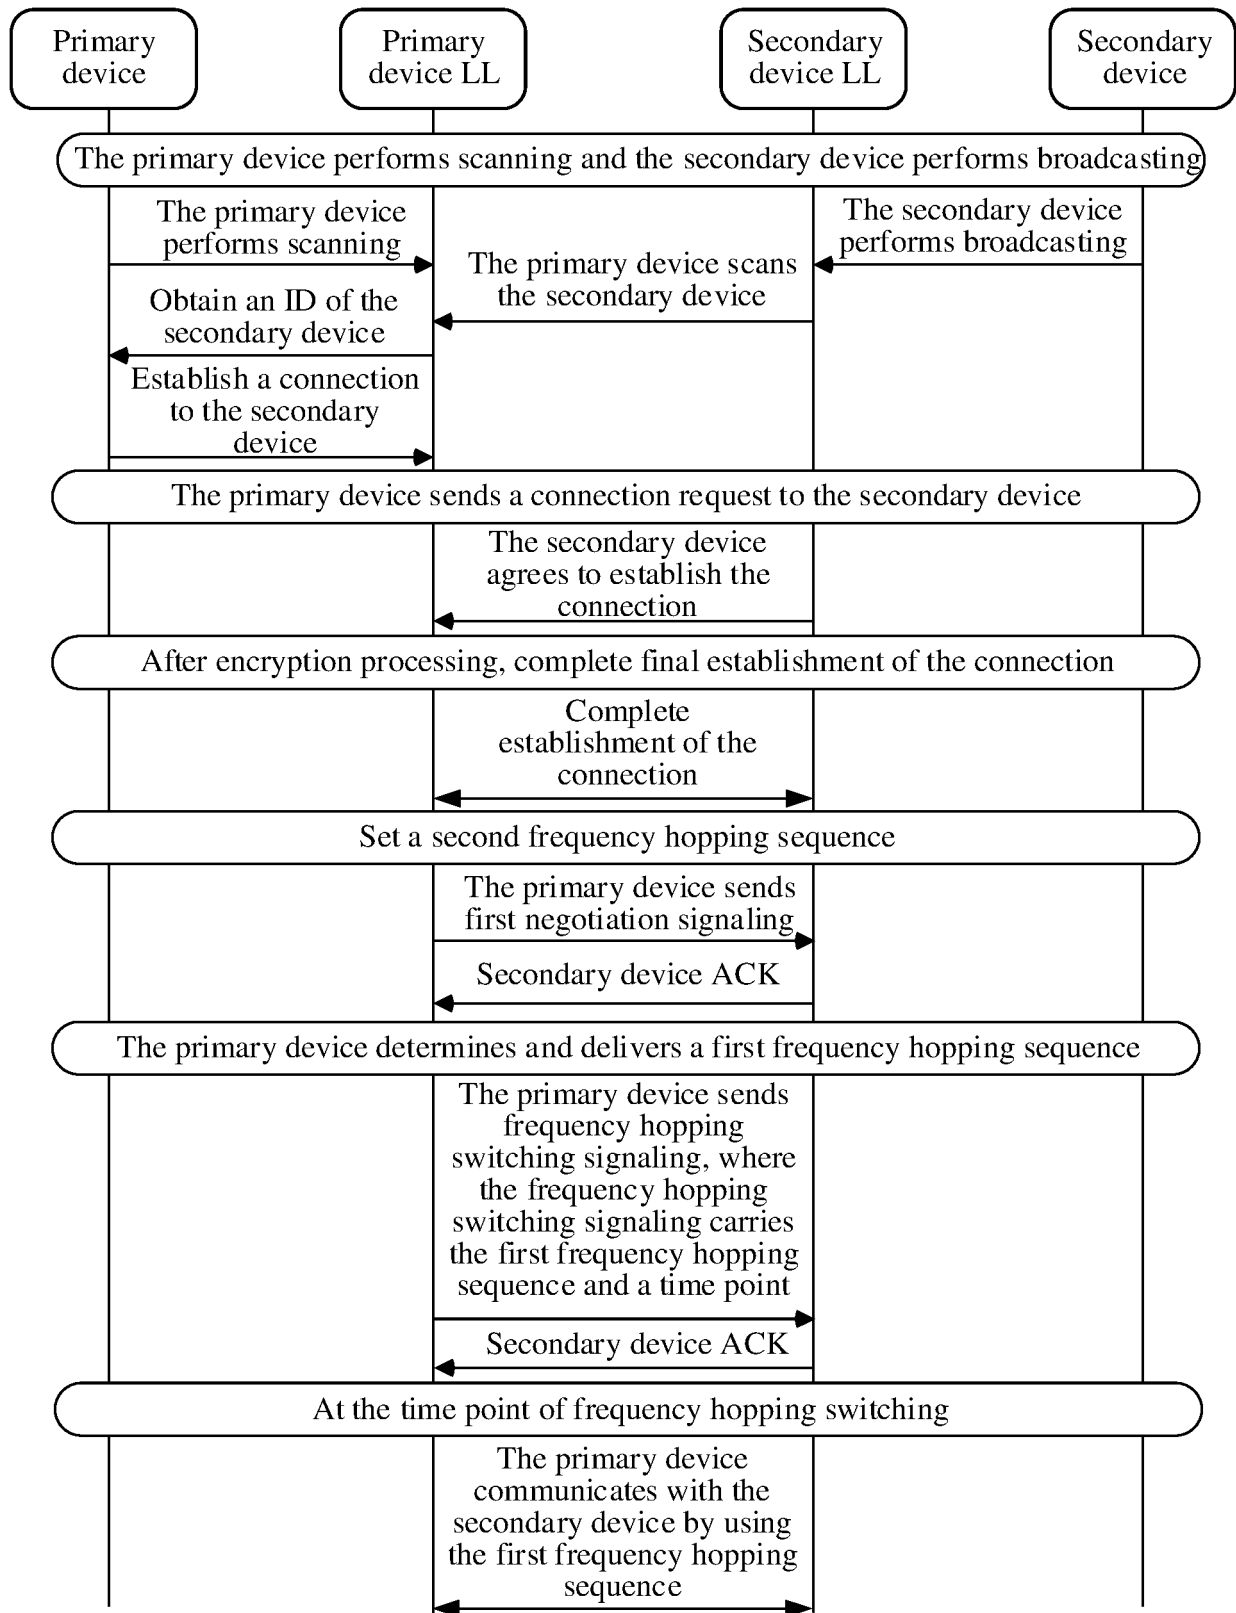 Primary
device
Primary
device LL
Secondary
device LL
Secondary
device
The primary device performs scanning and the secondary device performs broadcasting
The primary device
performs scanning
The secondary device
performs broadcasting
The primary device scans
the secondary device
Obtain an ID of the
secondary device
Establish a connection
to the secondary
device
The primary device sends a connection request to the secondary device
The secondary device
agrees to establish the
connection
After encryption processing, complete final establishment of the connection
Complete
establishment of the
connection
Set a second frequency hopping sequence
The primary device sends
first negotiation signaling
Secondary device ACK
The primary device determines and delivers a first frequency hopping sequence
The primary device sends
frequency hopping
switching signaling, where
the frequency hopping
switching signaling carries
the first frequency hopping
sequence and a time point
Secondary device ACK
At the time point of frequency hopping switching
The primary device
communicates with the
secondary device by using
the first frequency hopping
sequence